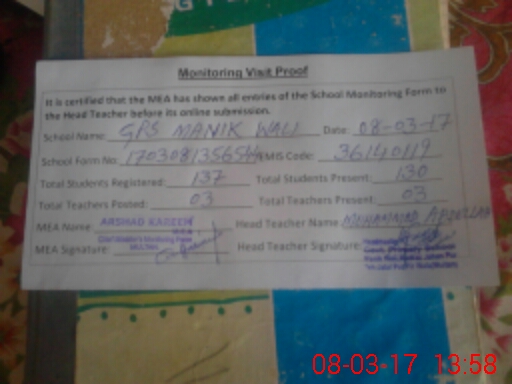 Monitoring Visit Proof
It is certified that the MEA has shown all entries of the School Monitoring Form to
the Head Teacher before its online submission.
School Name: GPS MANIK WALI Date: 08-03-17
School Form No: EMIS Code: 36140119
Total Students Registered: 137 Total Students Present: 130
Total Teachers Posted: 03 Total Teachers Present: 03
MEA Name: ARSHAD KAREEM Head Teacher Name: MUHAMMAD ABDULLAH
MEA Signature: Head Teacher Signature:
08-03-17 13:58